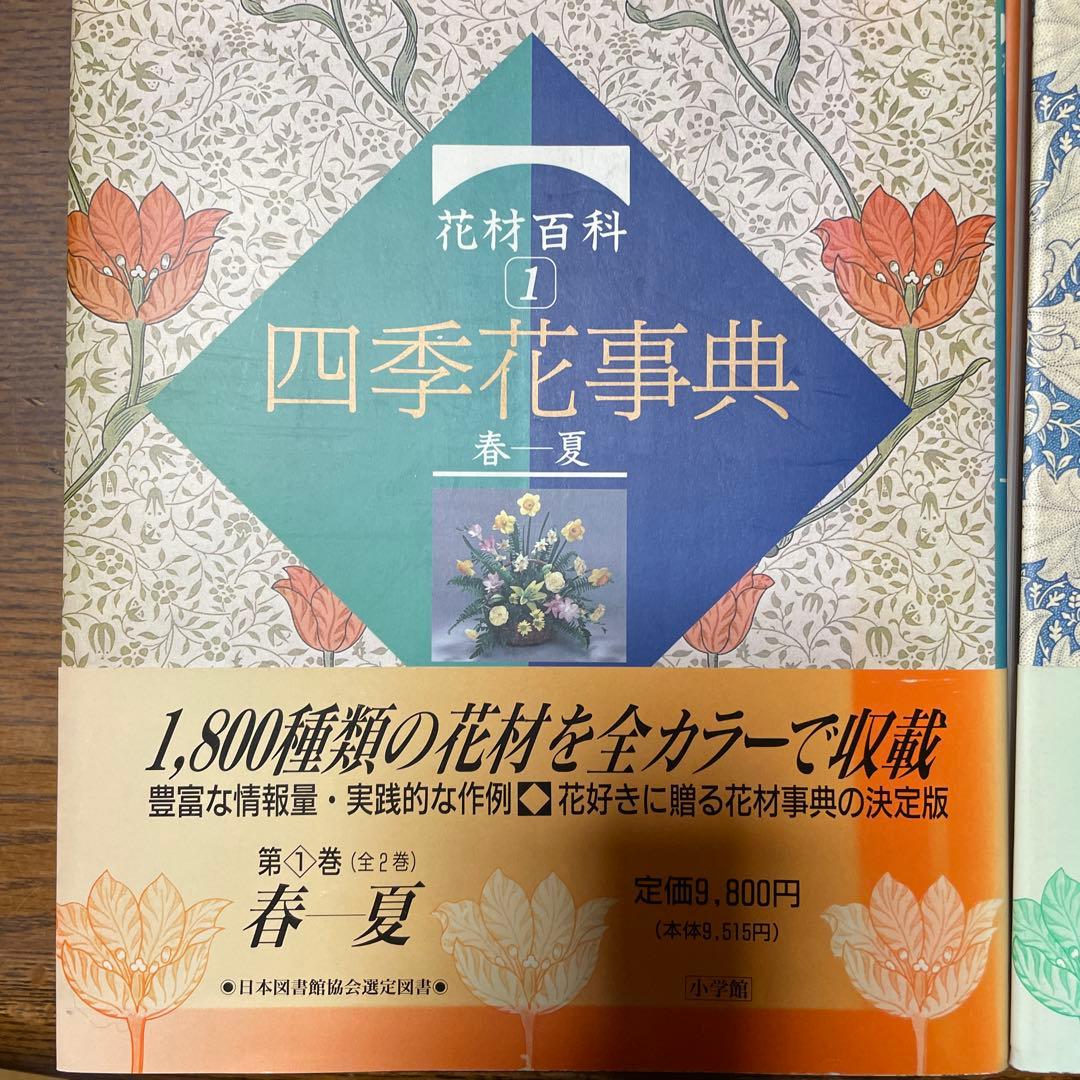 花材百科
1
四季花事典
春―夏
1,800種類の花材を全カラーで収載
豊富な情報量・実践的な作例◆花好きに贈る花材事典の決定版
第1巻(全2巻)
春―夏
定価9,800円
(本体9,515円)
◉日本図書館協会選定図書◉
小学館